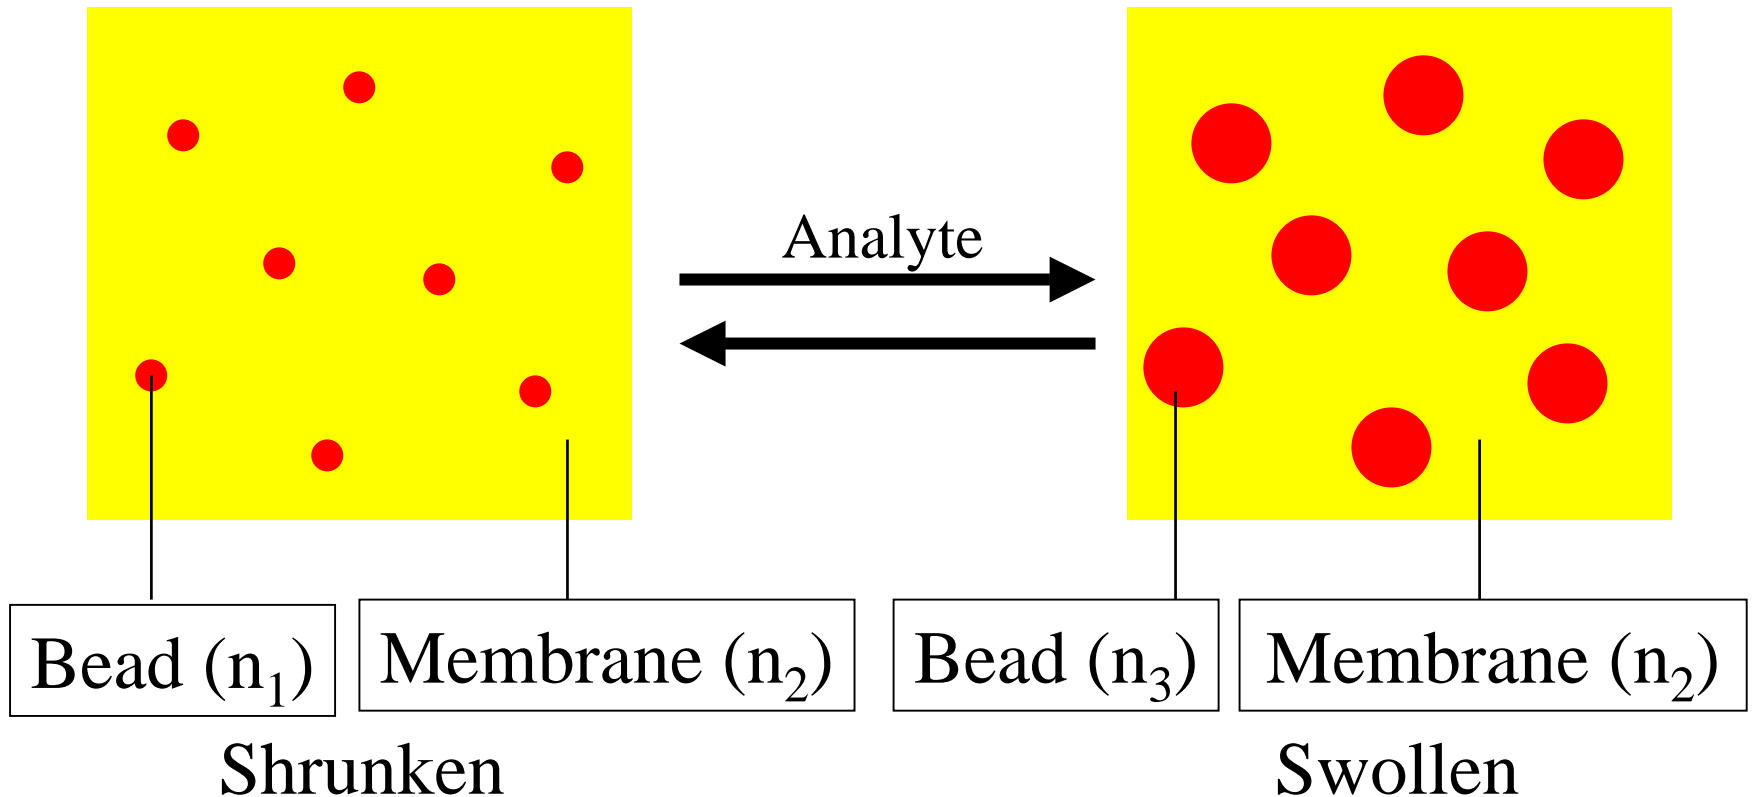 Analyte
Bead (n₁)
Membrane (n₂)
Bead (n₃)
Membrane (n₂)
Shrunken
Swollen